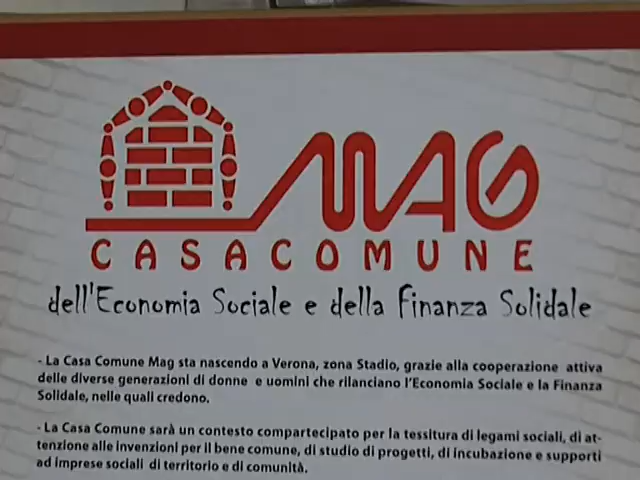 MAG
CASACOMUNE
dell'Economia Sociale e della Finanza Solidale
- La Casa Comune Mag sta nascendo a Verona, zona Stadio, grazie alla cooperazione attiva
delle diverse generazioni di donne e uomini che rilanciano l'Economia Sociale e la Finanza
Solidale, nelle quali credono.
- La Casa Comune sarà un contesto compartecipato per la tessitura di legami sociali, di at-
tenzione alle invenzioni per il bene comune, di studio di progetti, di incubazione e supporti
ad imprese sociali di territorio e di comunità.